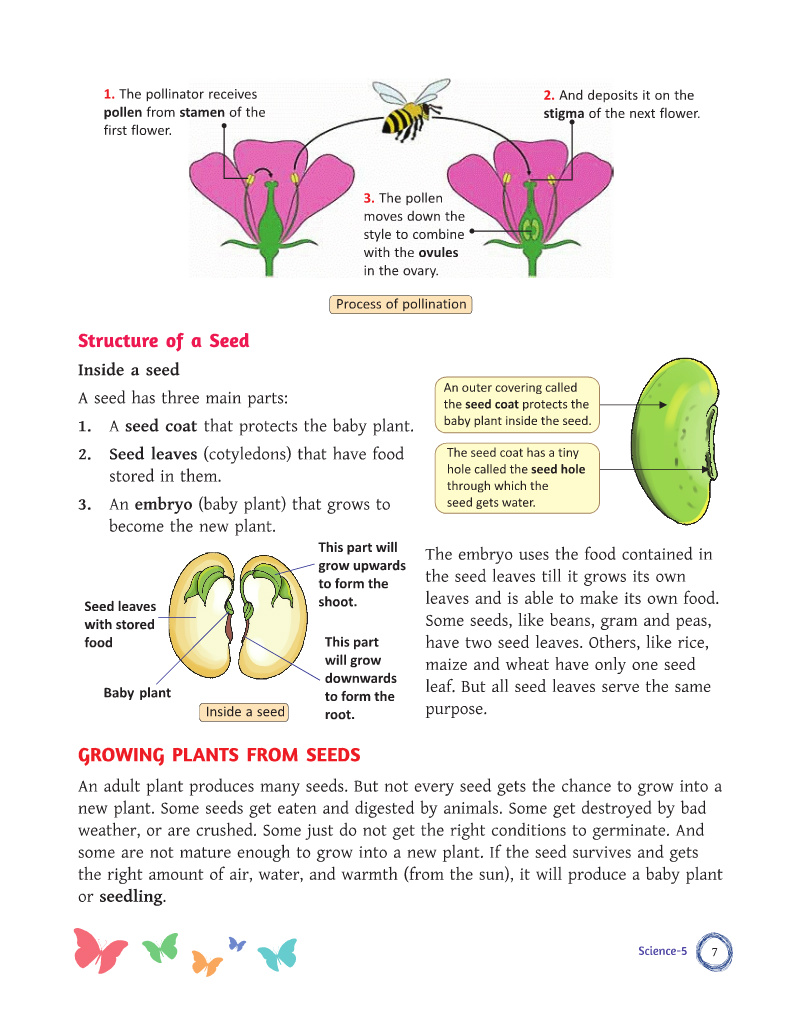 1. The pollinator receives
pollen from stamen of the
first flower.
2. And deposits it on the
stigma of the next flower.
3. The pollen
moves down the
style to combine
with the ovules
in the ovary.
Process of pollination
Structure of a Seed
Inside a seed
A seed has three main parts:
1. A seed coat that protects the baby plant.
2. Seed leaves (cotyledons) that have food
stored in them.
3. An embryo (baby plant) that grows to
become the new plant.
An outer covering called
the seed coat protects the
baby plant inside the seed.
The seed coat has a tiny
hole called the seed hole
through which the
seed gets water.
This part will
grow upwards
to form the
shoot.
Seed leaves
with stored
food
This part
will grow
downwards
to form the
root.
Baby plant
Inside a seed
The embryo uses the food contained in
the seed leaves till it grows its own
leaves and is able to make its own food.
Some seeds, like beans, gram and peas,
have two seed leaves. Others, like rice,
maize and wheat have only one seed
leaf. But all seed leaves serve the same
purpose.
GROWING PLANTS FROM SEEDS
An adult plant produces many seeds. But not every seed gets the chance to grow into a
new plant. Some seeds get eaten and digested by animals. Some get destroyed by bad
weather, or are crushed. Some just do not get the right conditions to germinate. And
some are not mature enough to grow into a new plant. If the seed survives and gets
the right amount of air, water, and warmth (from the sun), it will produce a baby plant
or seedling.
Science-5
7